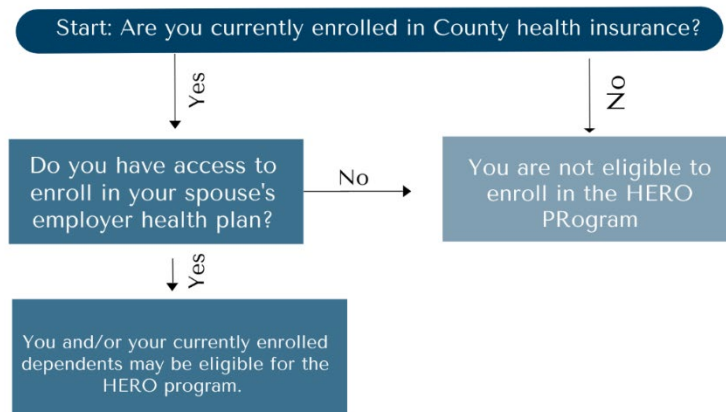 Start: Are you currently enrolled in County health insurance?
Yes
No
Do you have access to
enroll in your spouse's
employer health plan?
No
You are not eligible to
enroll in the HERO
PRogram
Yes
You and/or your currently enrolled
dependents may be eligible for the
HERO program.